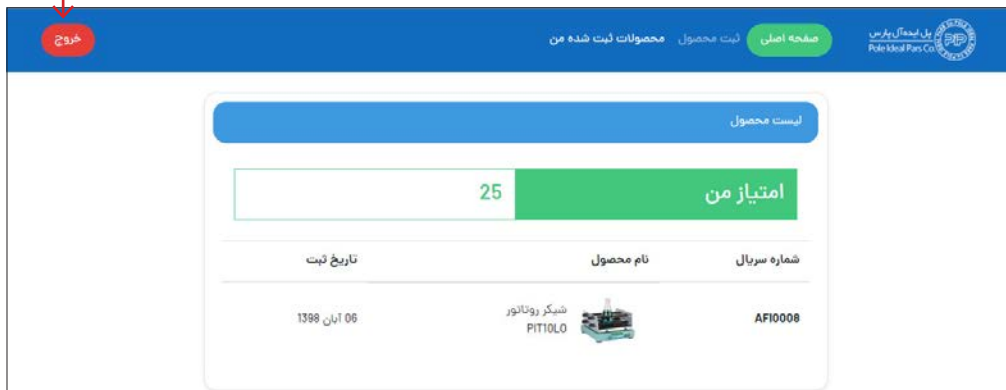 پل ایده‌آل پارس
Pole Ideal Pars Co.
صفحه اصلی ثبت محصول محصولات ثبت شده من
خروج
لیست محصول
امتیاز من 25
شماره سریال نام محصول تاریخ ثبت
AFI0008 شیکر روتاتور 06 آبان 1398
PIT10LO